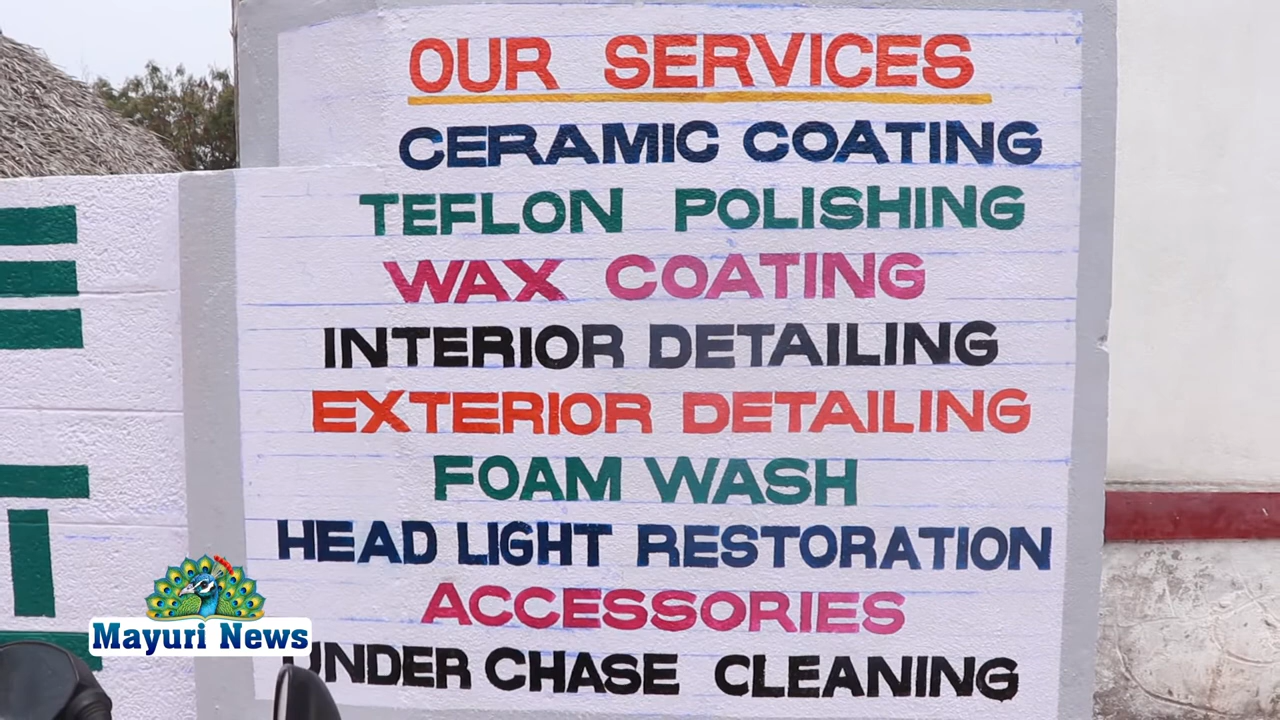 OUR SERVICES
CERAMIC COATING
TEFLON POLISHING
WAX COATING
INTERIOR DETAILING
EXTERIOR DETAILING
FOAM WASH
HEAD LIGHT RESTORATION
ACCESSORIES
UNDER CHASE CLEANING
Mayuri News